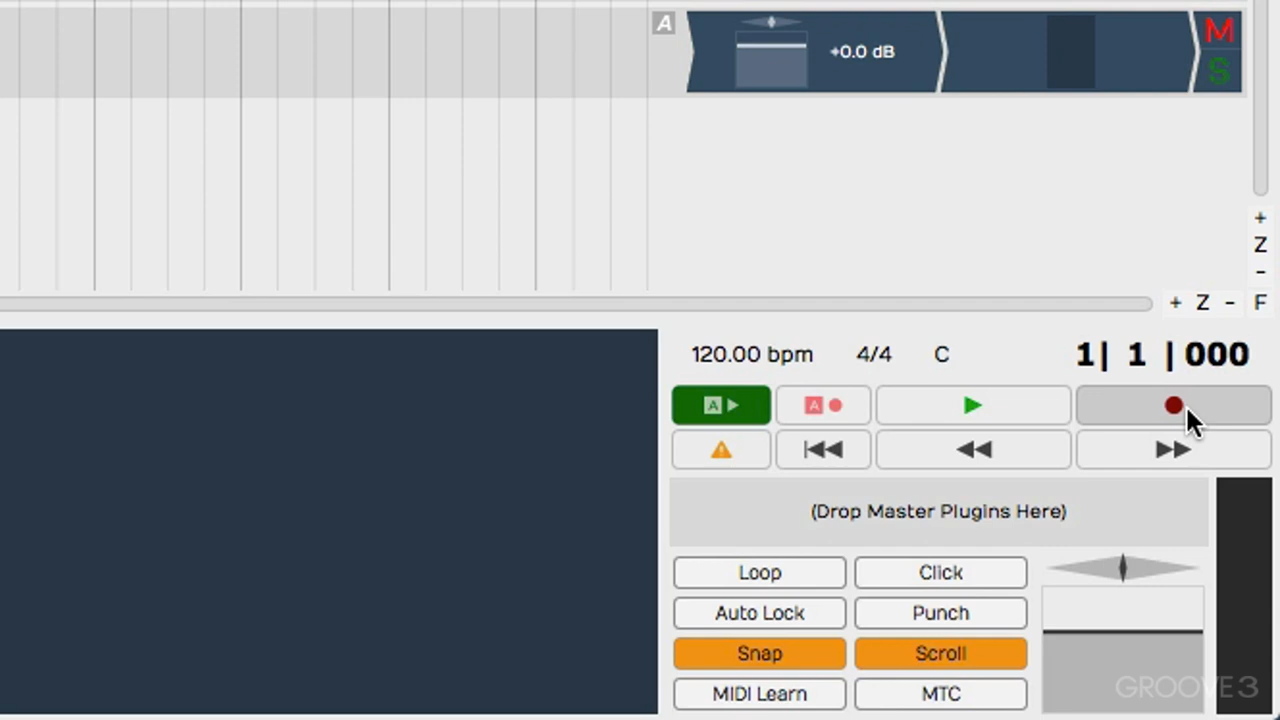 A
+0.0 dB
M
S
+
Z
-
+ Z - F
120.00 bpm 4/4 C 1| 1 |000
A A
(Drop Master Plugins Here)
Loop Click
Auto Lock Punch
Snap Scroll
MIDI Learn MTC
GROOVE3